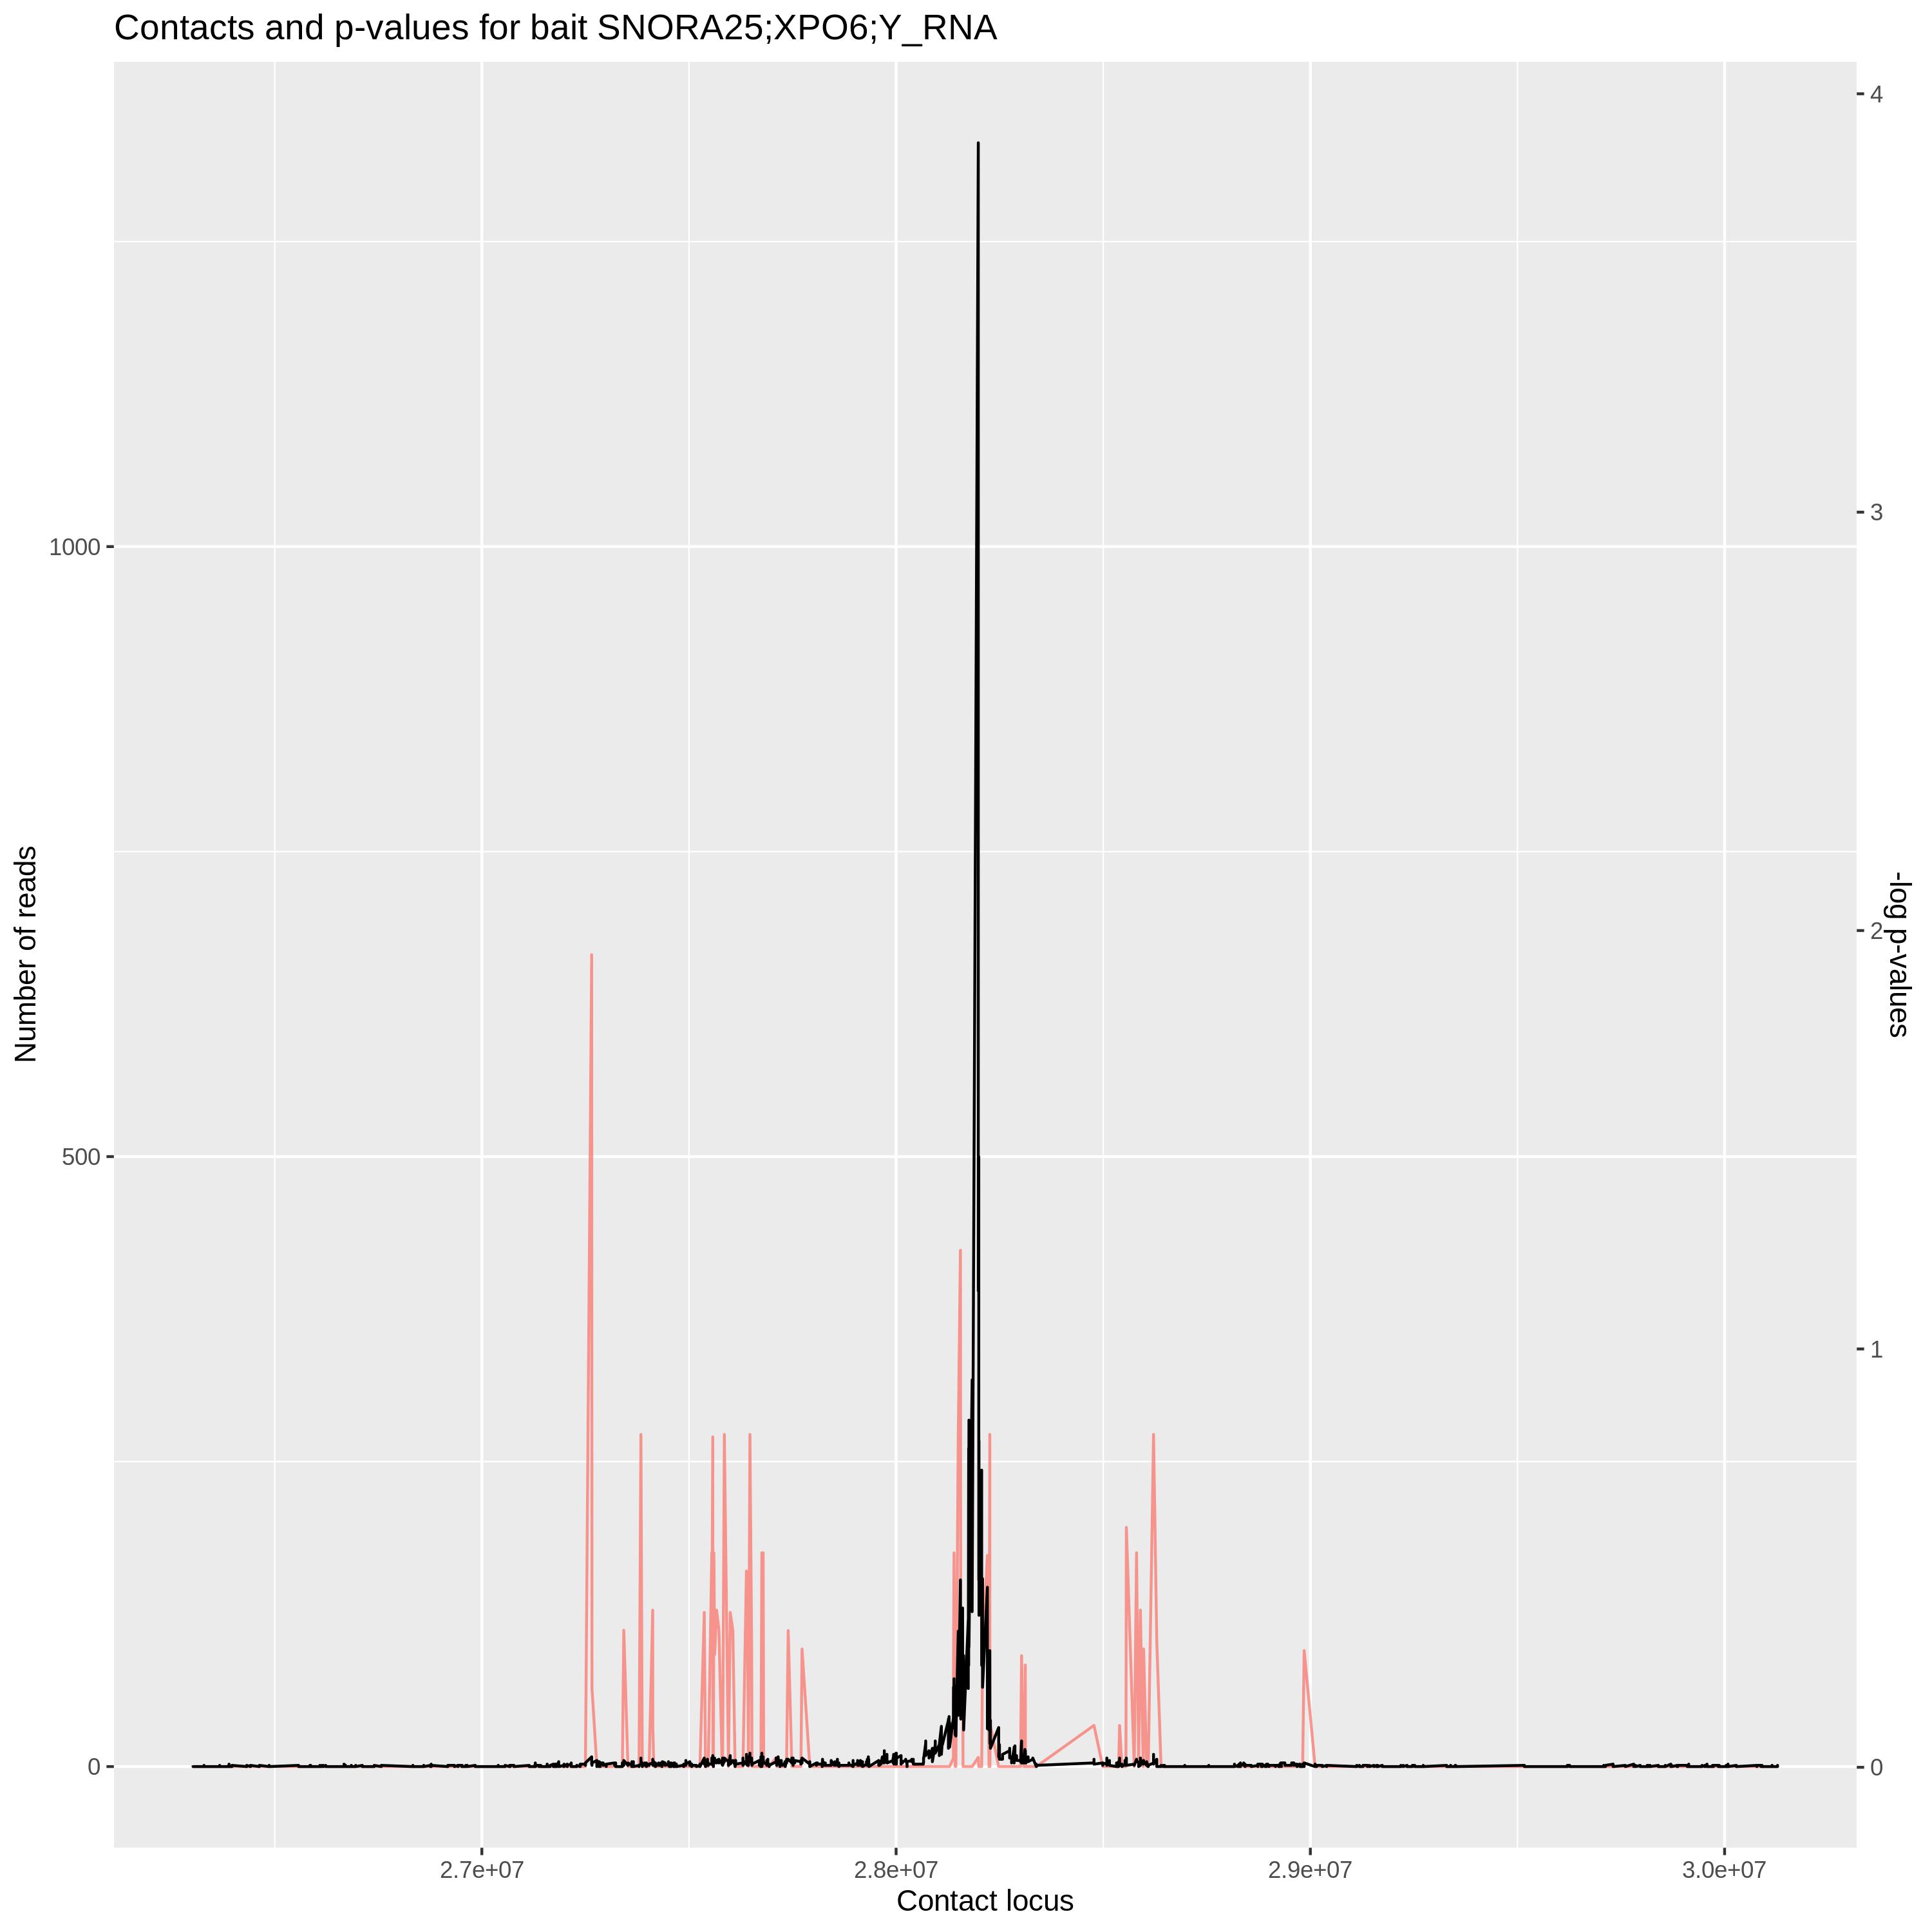 Contacts and p-values for bait SNORA25;XPO6;Y_RNA
4
3
1000
2
Number of reads
-log p-values
500
1
0
0
2.7e+07
2.8e+07
2.9e+07
3.0e+07
Contact locus